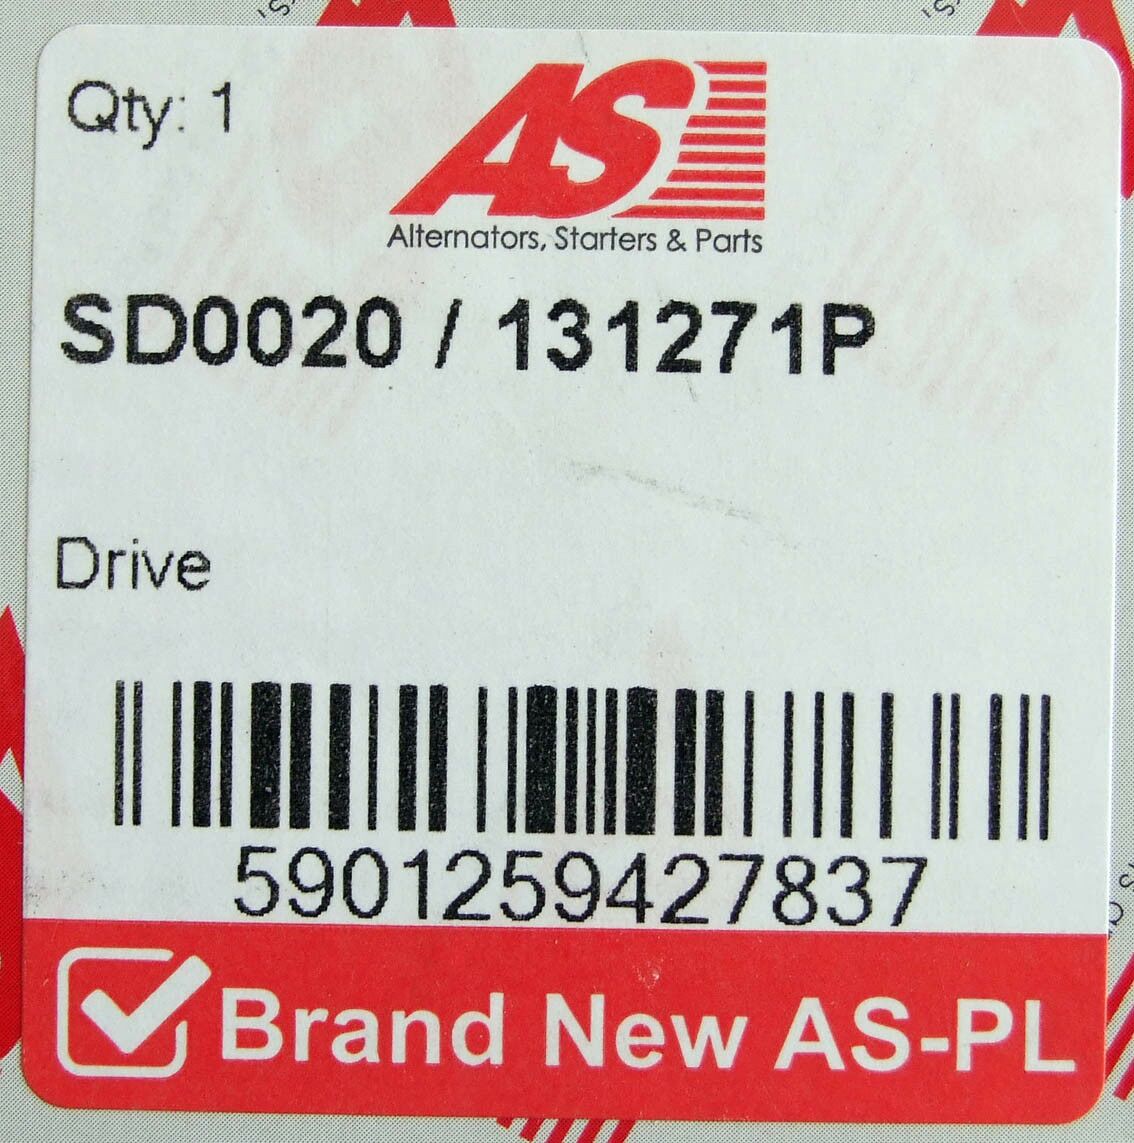 Qty: 1
AS
Alternators, Starters & Parts
SD0020 / 131271P
Drive
5901259427837
Brand New AS-PL